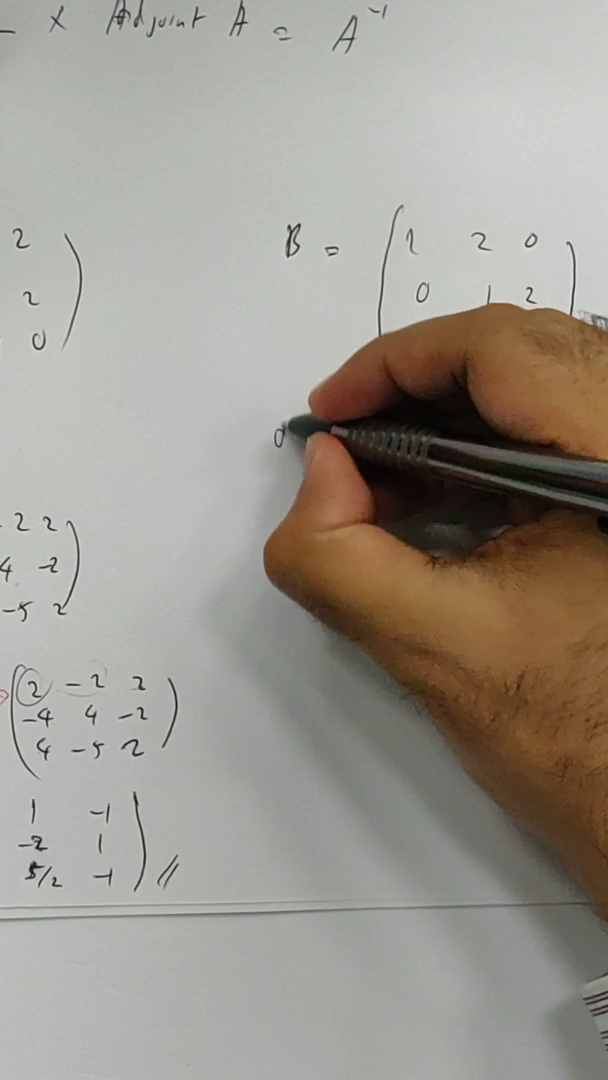 x Adjoint A = A⁻¹
2
2
0
B = ( 1 2 0
0 1 2
0
- 2 2
4 -2
-5 2
2 -2 2
-4 4 -2
4 -5 2
1 -1
-2 1
5/2 -1 //